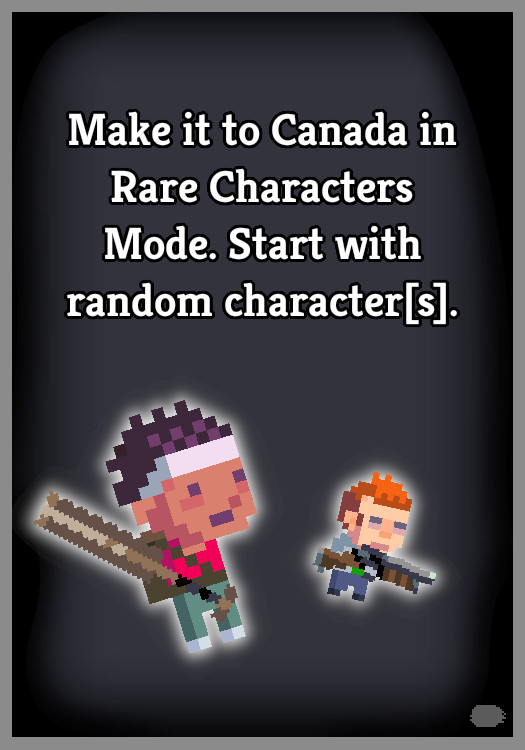 Make it to Canada in
Rare Characters
Mode. Start with
random character[s].